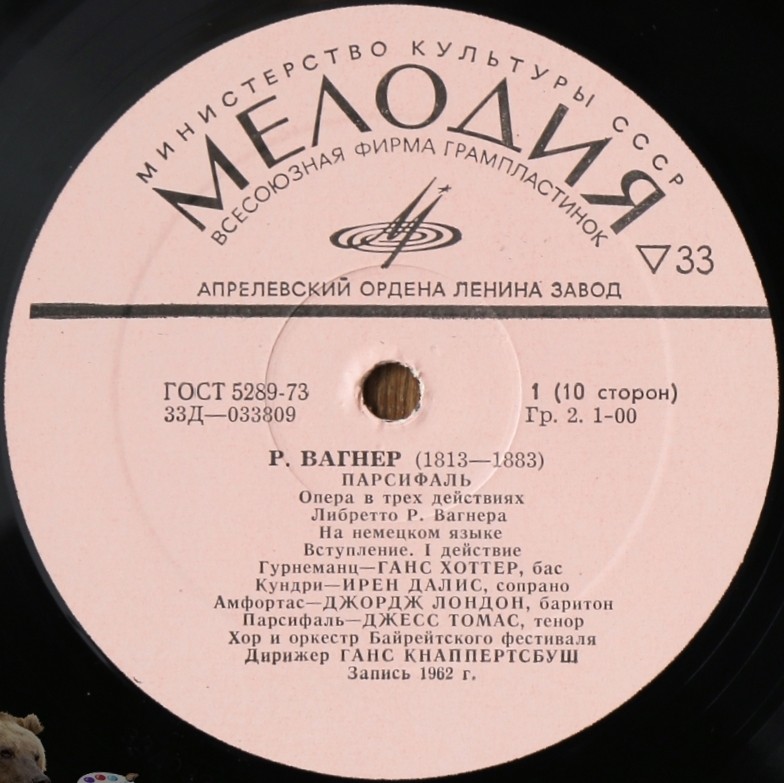 МИНИСТЕРСТВО КУЛЬТУРЫ СССР
МЕЛОДИЯ
ВСЕСОЮЗНАЯ ФИРМА ГРАМПЛАСТИНОК
▽33
АПРЕЛЕВСКИЙ ОРДЕНА ЛЕНИНА ЗАВОД
ГОСТ 5289-73
33Д—033809
1 (10 сторон)
Гр. 2. 1-00
Р. ВАГНЕР (1813—1883)
ПАРСИФАЛЬ
Опера в трех действиях
Либретто Р. Вагнера
На немецком языке
Вступление. I действие
Гурнеманц—ГАНС ХОТТЕР, бас
Кундри—ИРЕН ДАЛИС, сопрано
Амфортас—ДЖОРДЖ ЛОНДОН, баритон
Парсифаль—ДЖЕСС ТОМАС, тенор
Хор и оркестр Байрейтского фестиваля
Дирижер ГАНС КНАППЕРТСБУШ
Запись 1962 г.